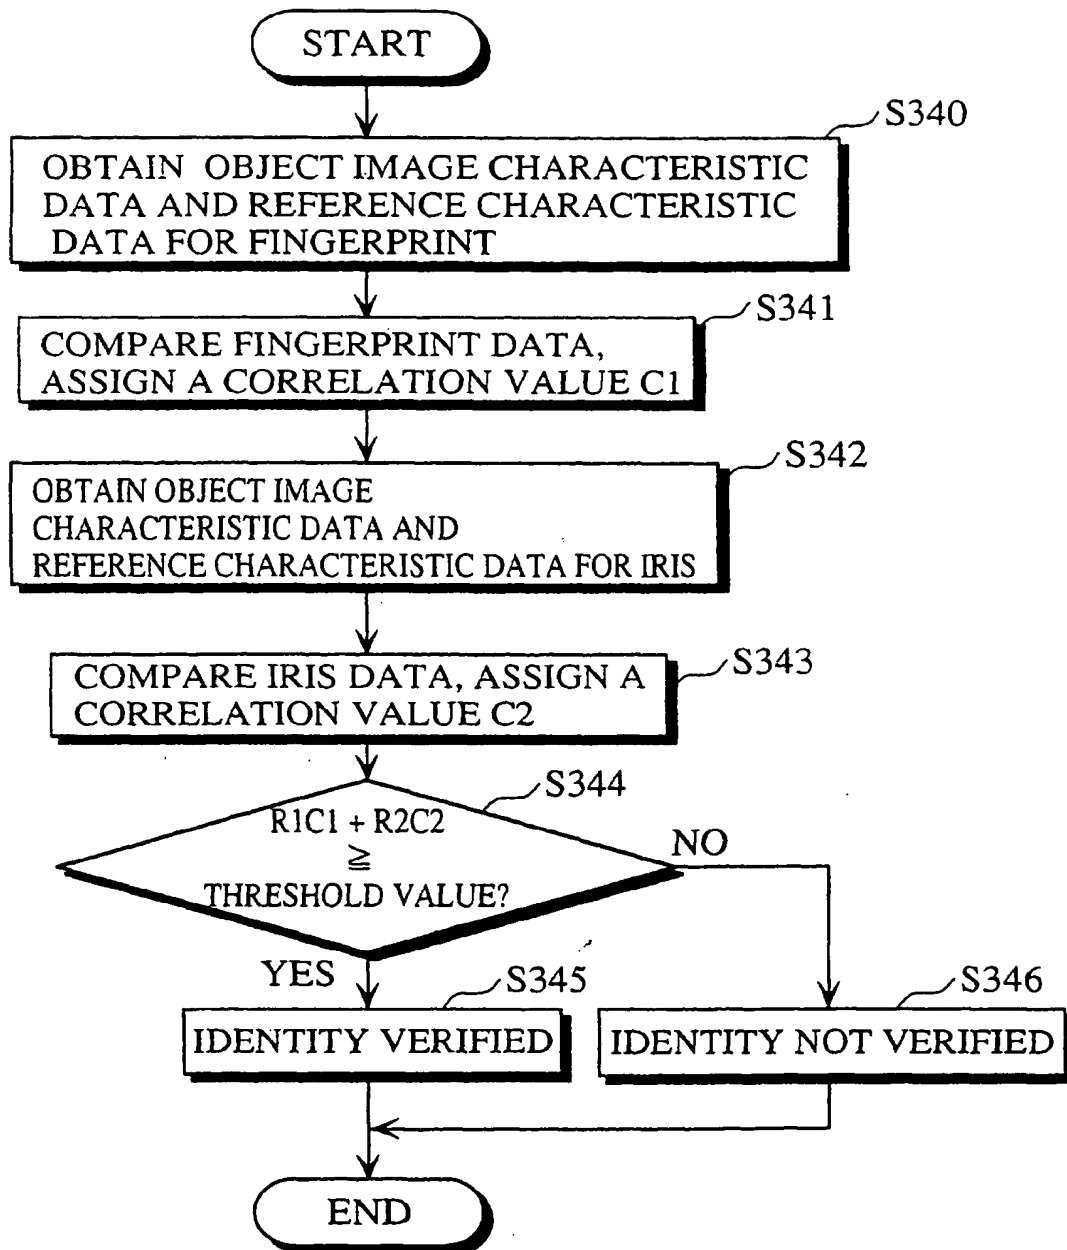 START
S340
OBTAIN OBJECT IMAGE CHARACTERISTIC
DATA AND REFERENCE CHARACTERISTIC
DATA FOR FINGERPRINT
S341
COMPARE FINGERPRINT DATA,
ASSIGN A CORRELATION VALUE C1
S342
OBTAIN OBJECT IMAGE
CHARACTERISTIC DATA AND
REFERENCE CHARACTERISTIC DATA FOR IRIS
S343
COMPARE IRIS DATA, ASSIGN A
CORRELATION VALUE C2
S344
R1C1 + R2C2
≧
THRESHOLD VALUE?
NO
YES
S345
IDENTITY VERIFIED
S346
IDENTITY NOT VERIFIED
END